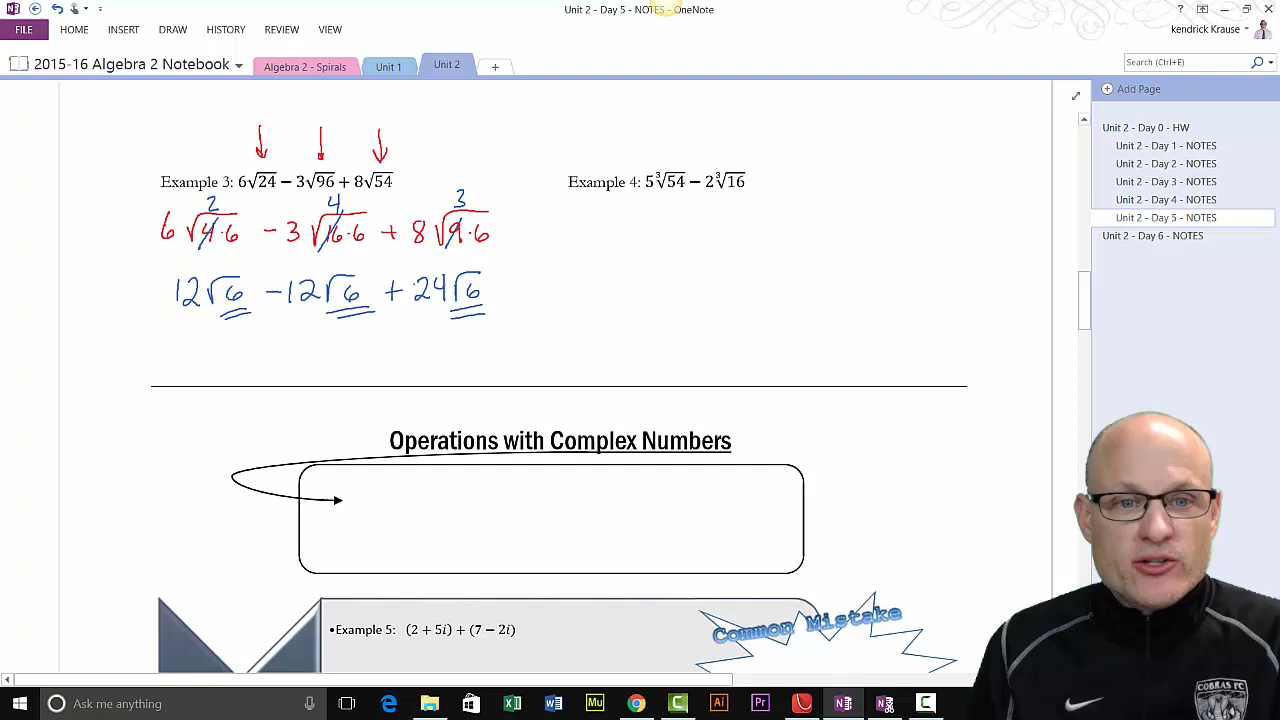 Unit 2 - Day 5 - NOTES - OneNote
FILE HOME INSERT DRAW HISTORY REVIEW VIEW
kendrick Krause
2015-16 Algebra 2 Notebook Algebra 2 - Spirals Unit 1 Unit 2 +
Search (Ctrl+E)
Add Page
Unit 2 - Day 0 - HW
Unit 2 - Day 1 - NOTES
Unit 2 - Day 2 - NOTES
Unit 2 - Day 3 - NOTES
Unit 2 - Day 4 - NOTES
Unit 2 - Day 5 - NOTES
Unit 2 - Day 6 - NOTES
Example 3: 6√24 − 3√96 + 8√54
2 4 3
6 √4·6 − 3 √16·6 + 8 √9·6
12√6 − 12√6 + 24√6
Example 4: 5∛54 − 2∛16
Operations with Complex Numbers
•Example 5: (2 + 5i) + (7 − 2i)
Common Mistake
Ask me anything
Mu Ai Pr
COBRAS FC